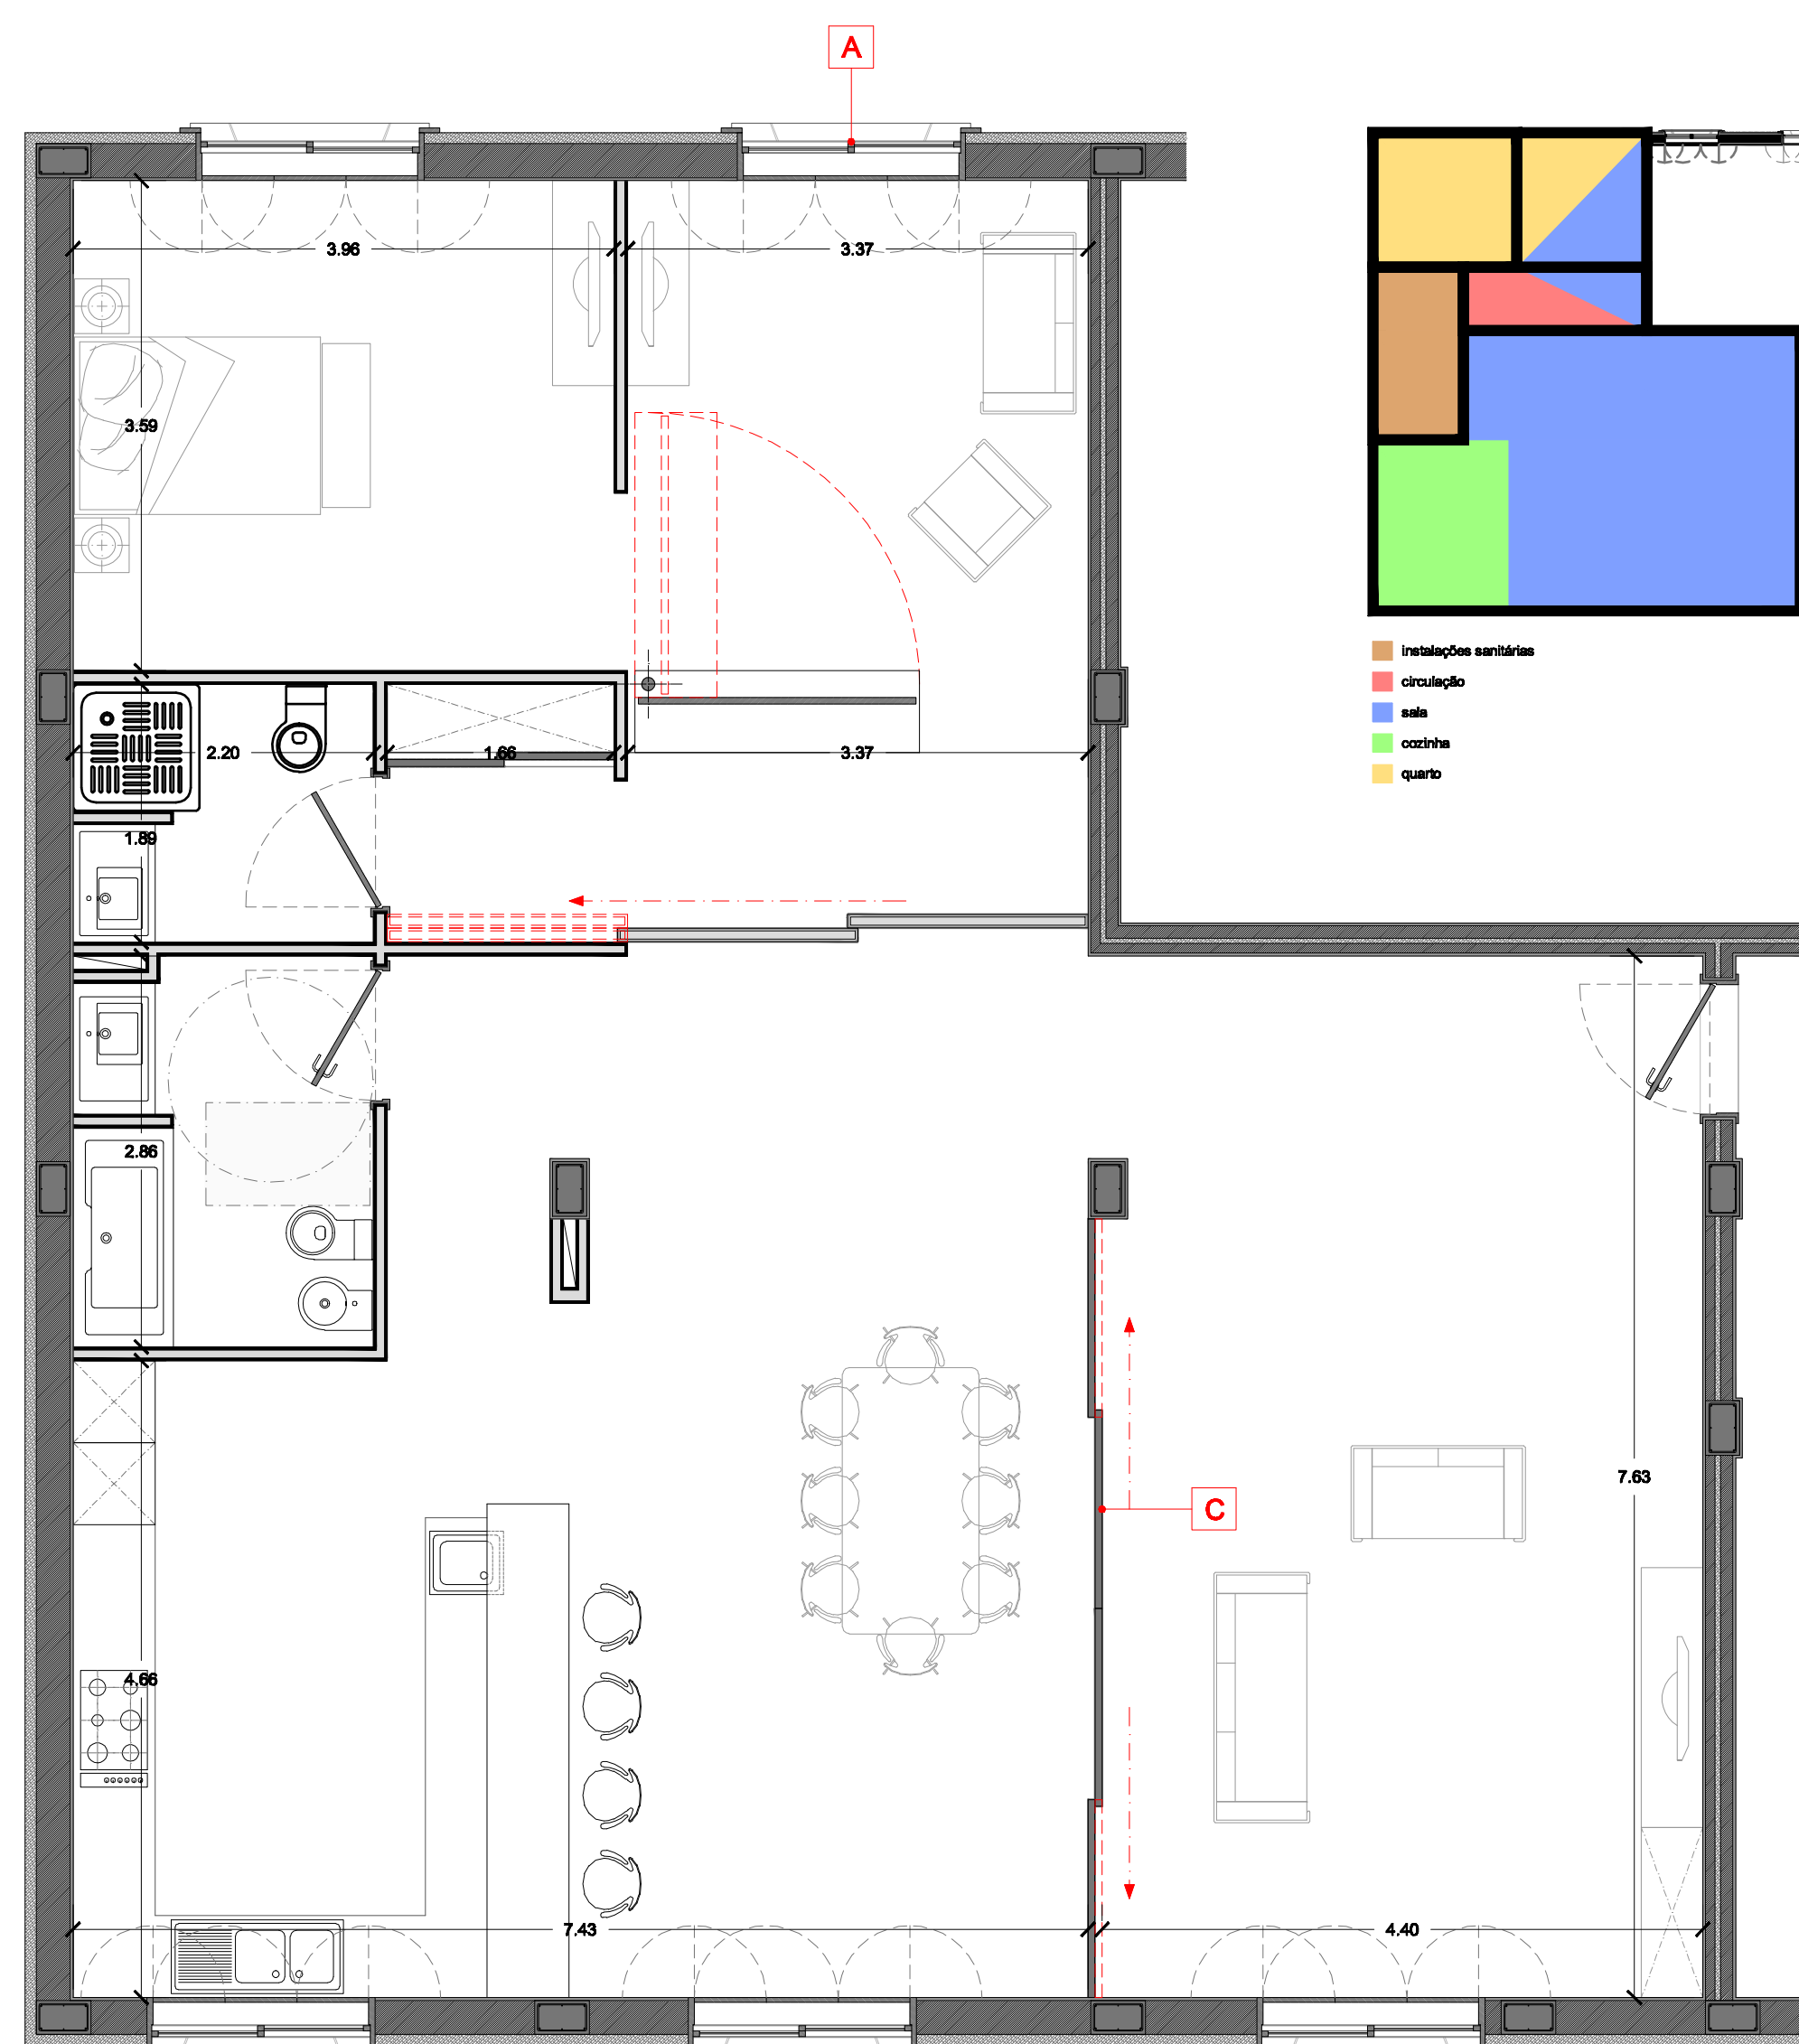 A
3.96
3.37
3.59
instalações sanitárias
circulação
sala
cozinha
quarto
2.20
1.66
3.37
1.89
2.86
7.63
C
4.66
7.43
4.40